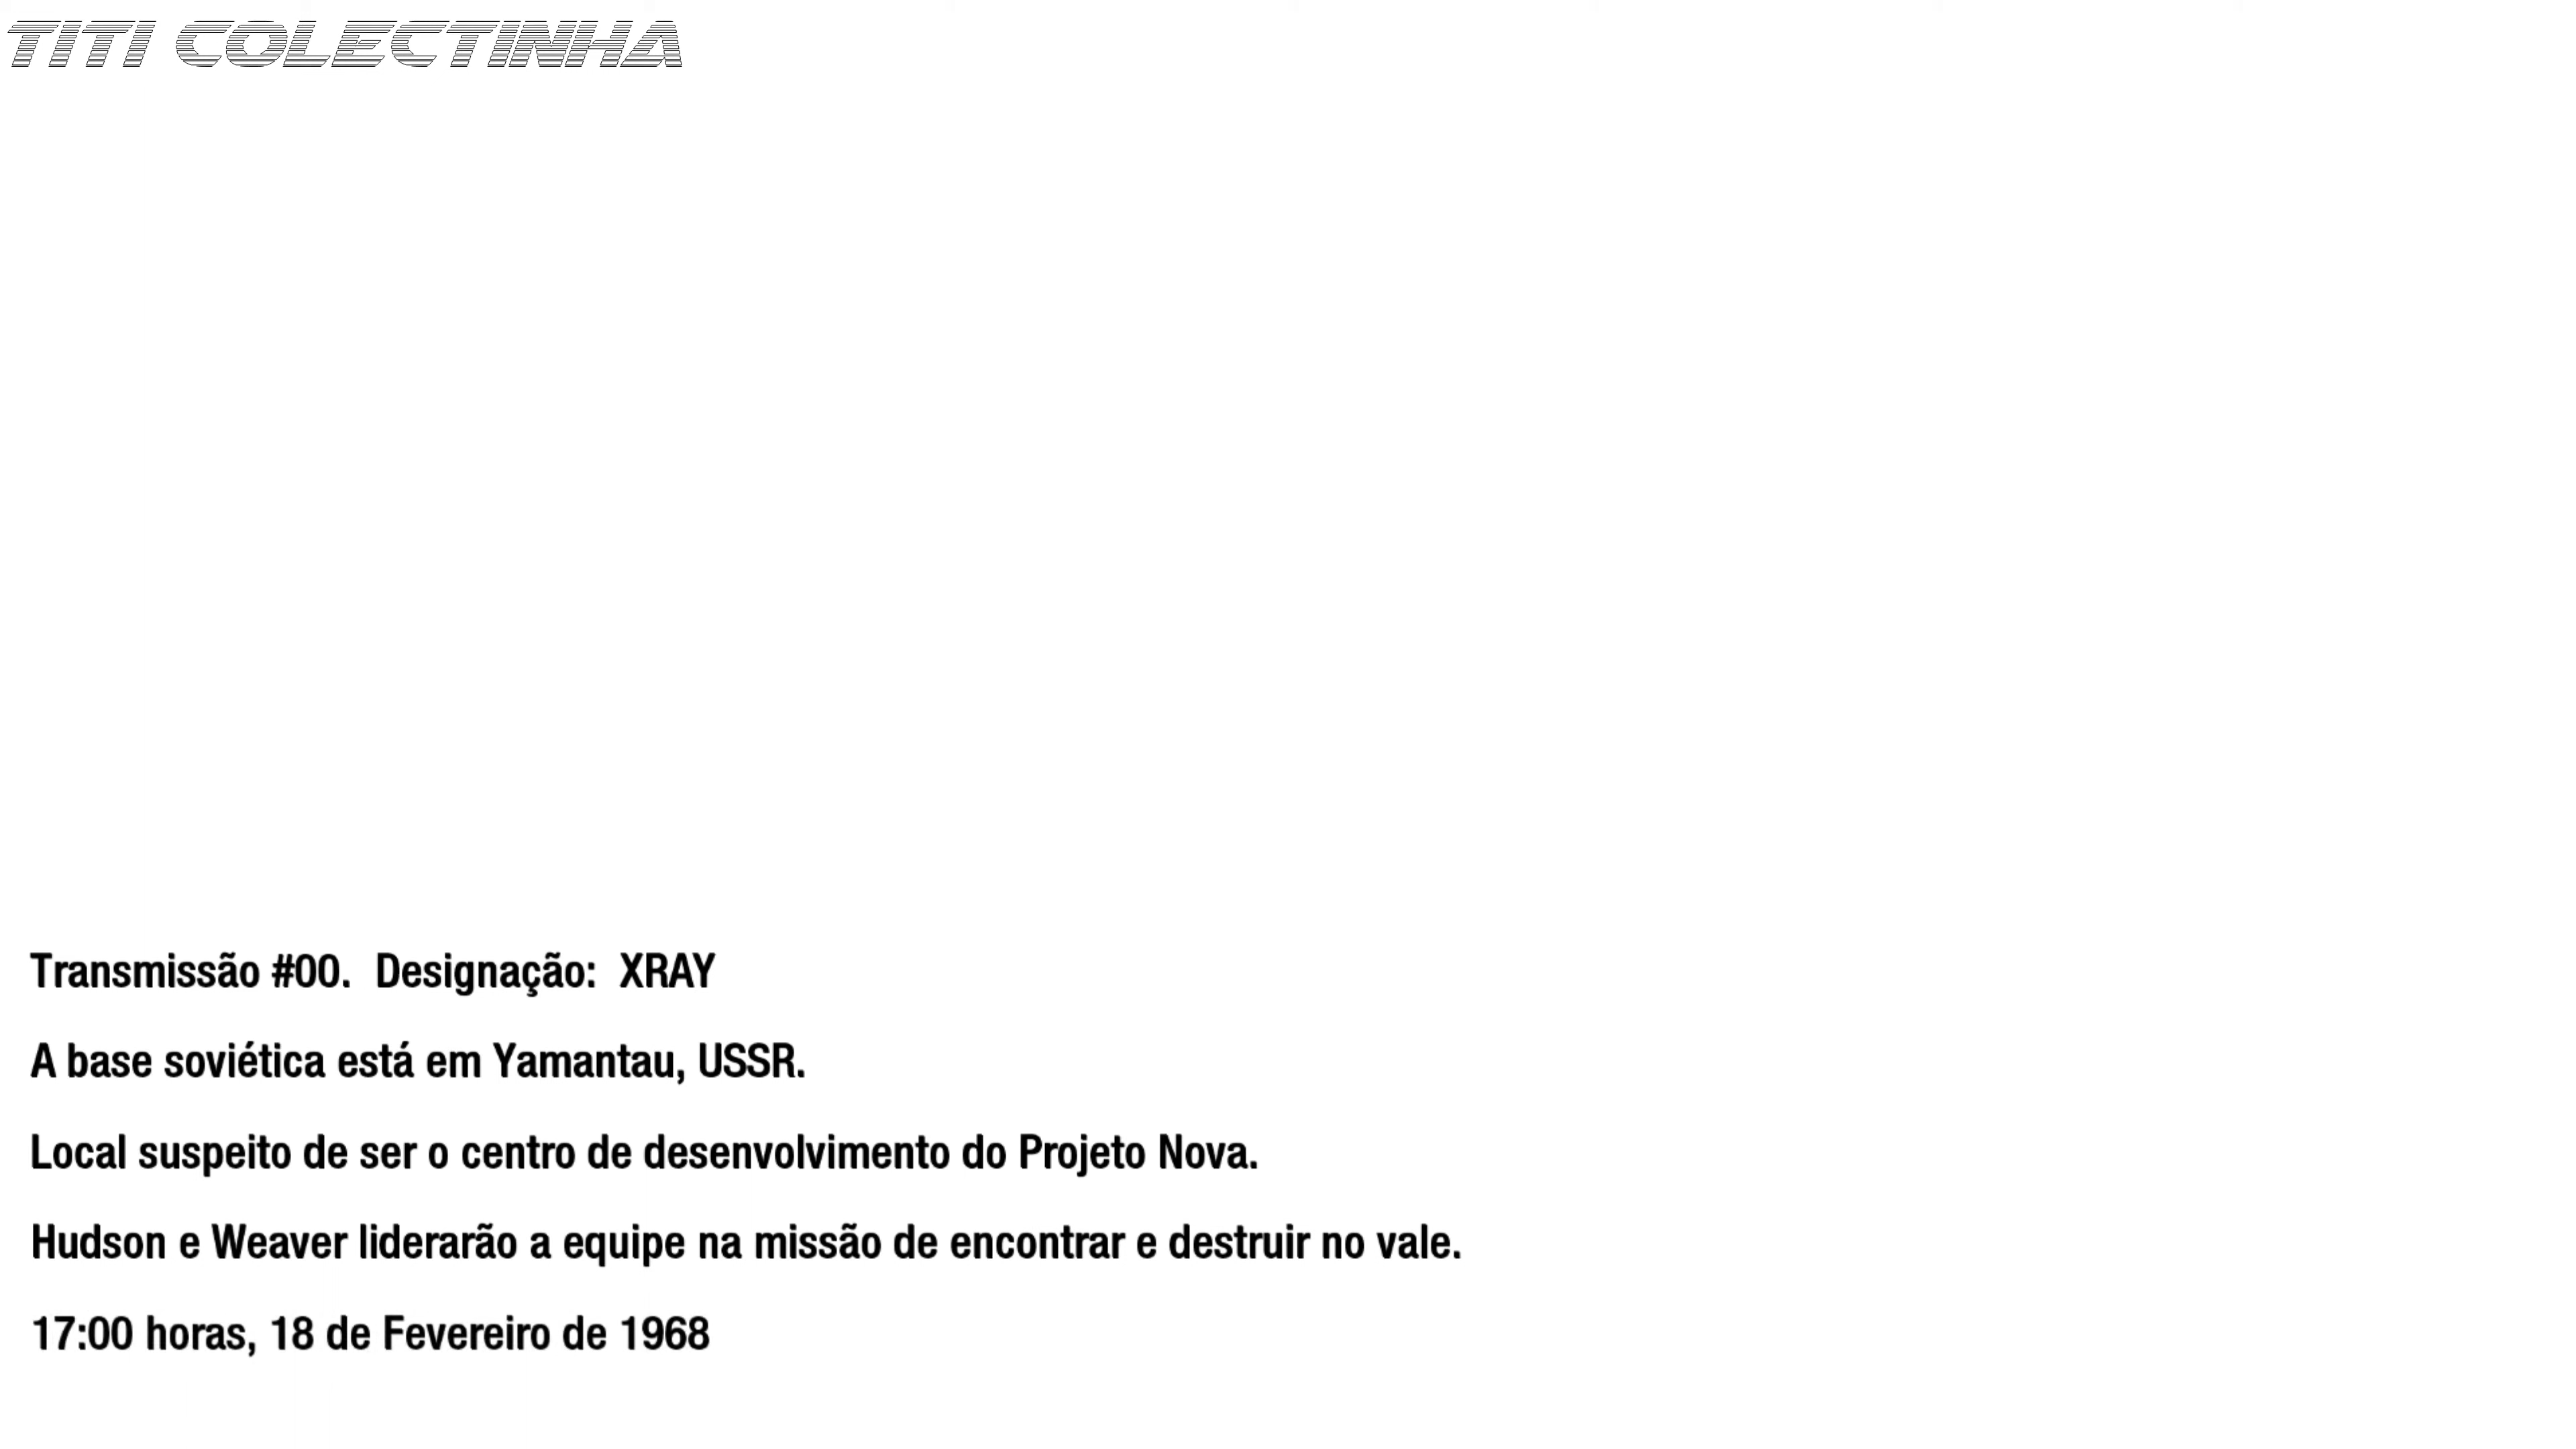 TITI COLECTINHA
Transmissão #00.  Designação:  XRAY
A base soviética está em Yamantau, USSR.
Local suspeito de ser o centro de desenvolvimento do Projeto Nova.
Hudson e Weaver liderarão a equipe na missão de encontrar e destruir no vale.
17:00 horas, 18 de Fevereiro de 1968